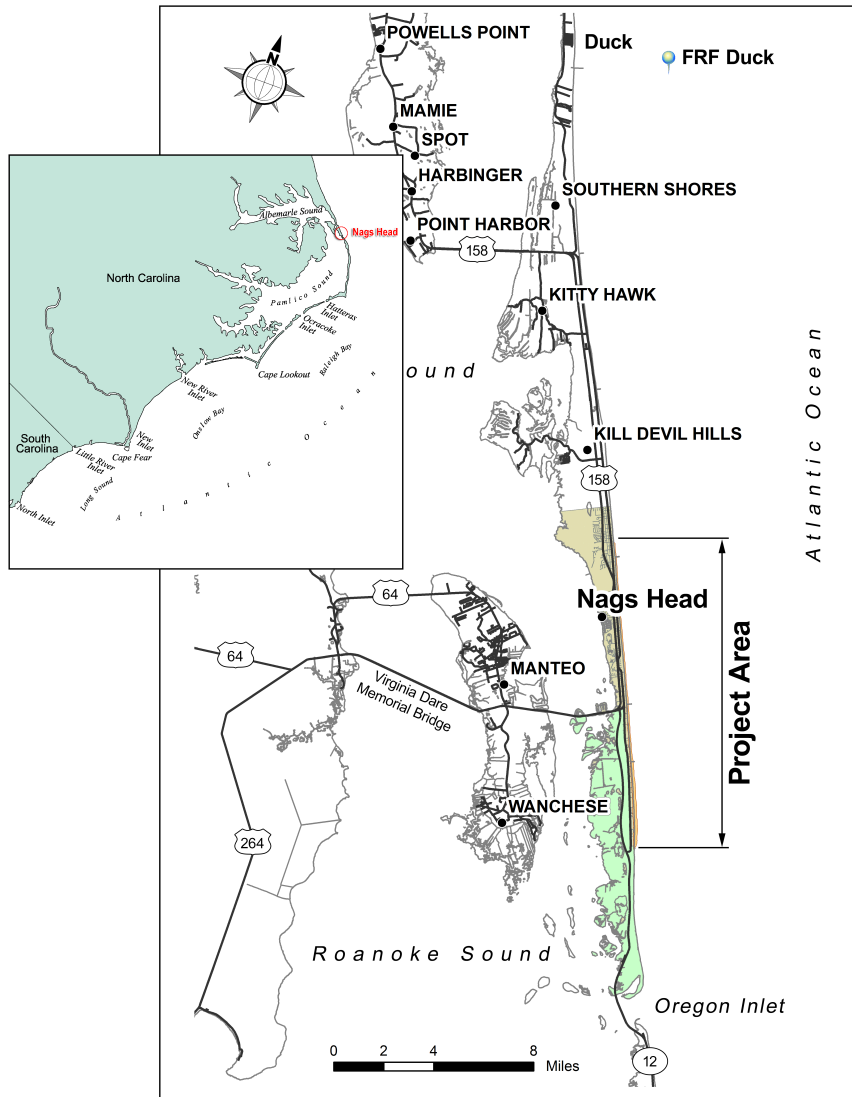 POWELLS POINT
Duck
FRF Duck
N
MAMIE
SPOT
HARBINGER
SOUTHERN SHORES
POINT HARBOR
158
KITTY HAWK
ound
KILL DEVIL HILLS
158
Atlantic Ocean
Albemarle Sound
Nags Head
North Carolina
Pamlico Sound
Hatteras
Inlet
Ocracoke
Inlet
Raleigh Bay
Cape Lookout
New River
Inlet
Onslow Bay
South
Carolina
New
Inlet
Cape Fear
Little River
Inlet
Long Sound
North Inlet
Atlantic Ocean
64
Nags Head
Project Area
64
MANTEO
Virginia Dare
Memorial Bridge
WANCHESE
264
Roanoke Sound
Oregon Inlet
0 2 4 8
Miles
12